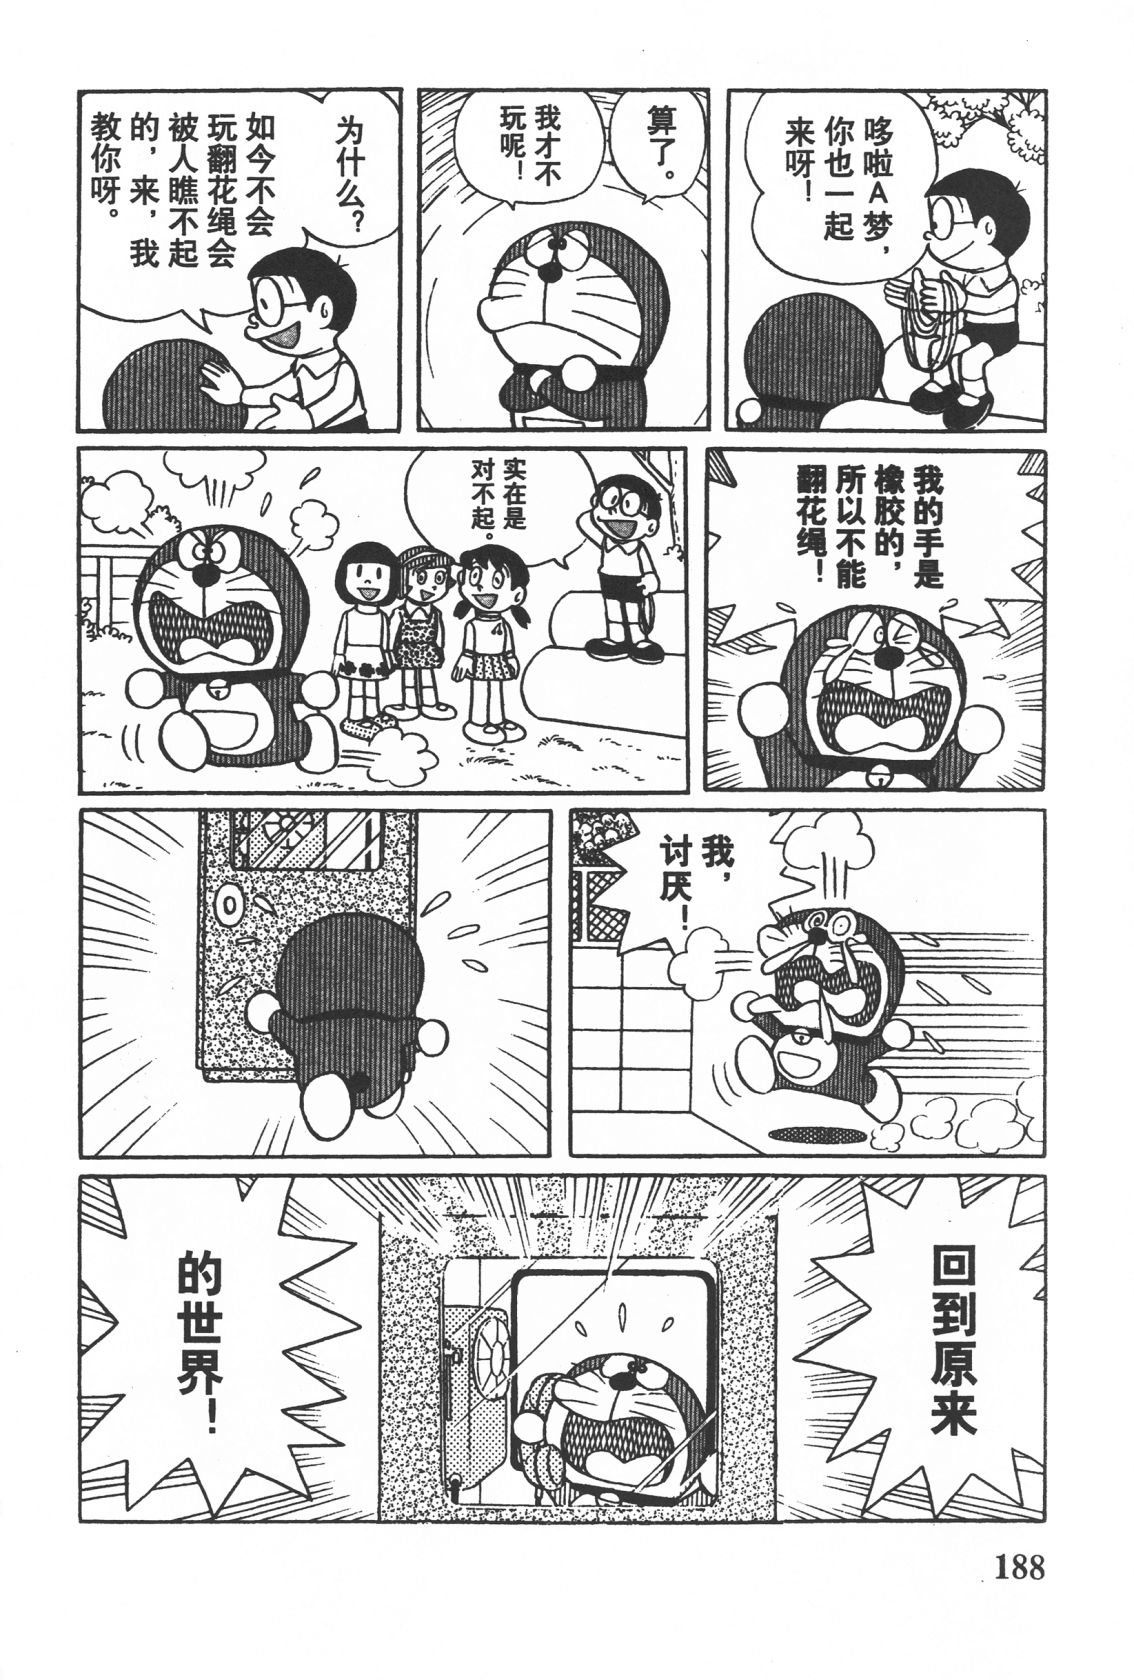 哆啦A梦，
你也一起
来呀！
算了。
我才不
玩呢！
为什么？
如今不会
玩翻花绳会
被人瞧不起
的，来，我
教你呀。
我的手是
橡胶的，
所以不能
翻花绳！
实在是
对不起。
我，
讨厌！
回到原来
的世界！
188